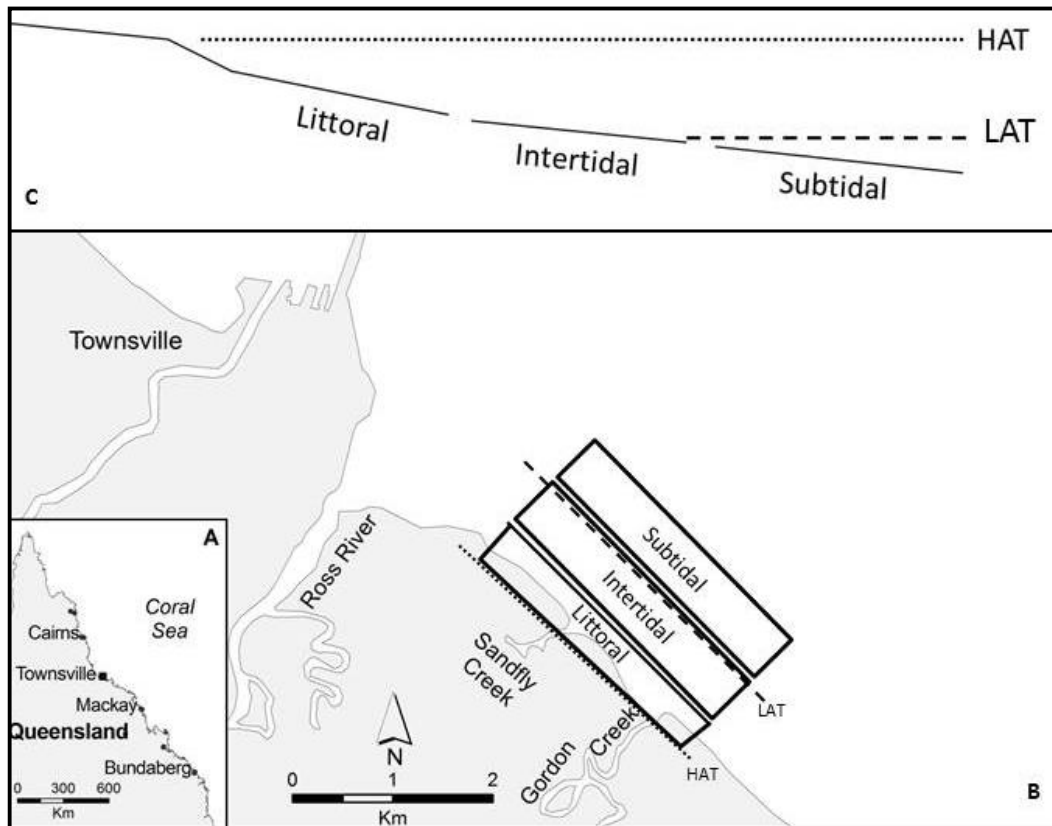 HAT
LAT
Littoral
Intertidal
Subtidal
C
Townsville
Ross River
Sandfly
Creek
Gordon
Creek
Littoral
Intertidal
Subtidal
LAT
HAT
N
0 1 2
Km
B
A
Coral
Sea
Cairns
Townsville
Mackay
Queensland
Bundaberg
0 300 600
Km